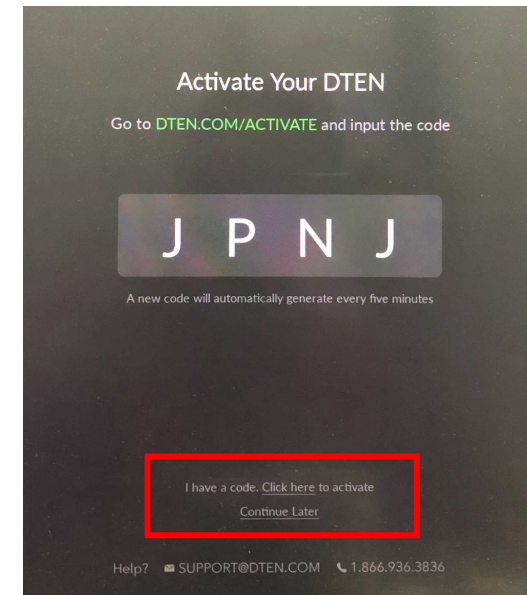 Activate Your DTEN
Go to DTEN.COM/ACTIVATE and input the code
J P N J
A new code will automatically generate every five minutes
I have a code. Click here to activate
Continue Later
Help? SUPPORT@DTEN.COM 1.866.936.3836